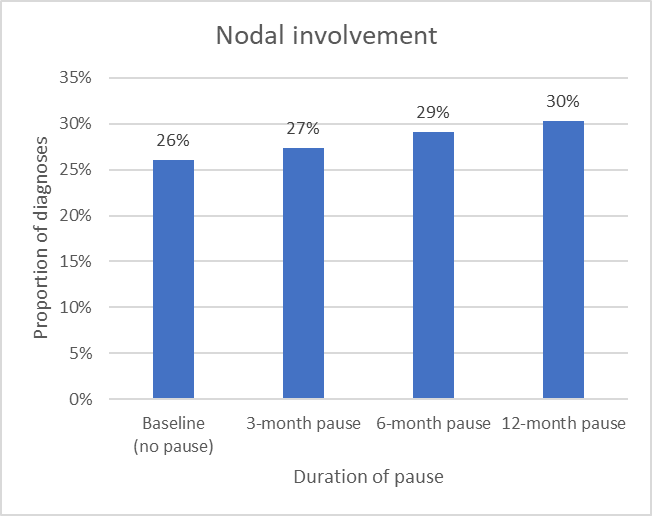 Nodal involvement
35%
30%
25%
20%
15%
10%
5%
0%
Proportion of diagnoses
26%
27%
29%
30%
Baseline
(no pause)
3-month pause
6-month pause
12-month pause
Duration of pause